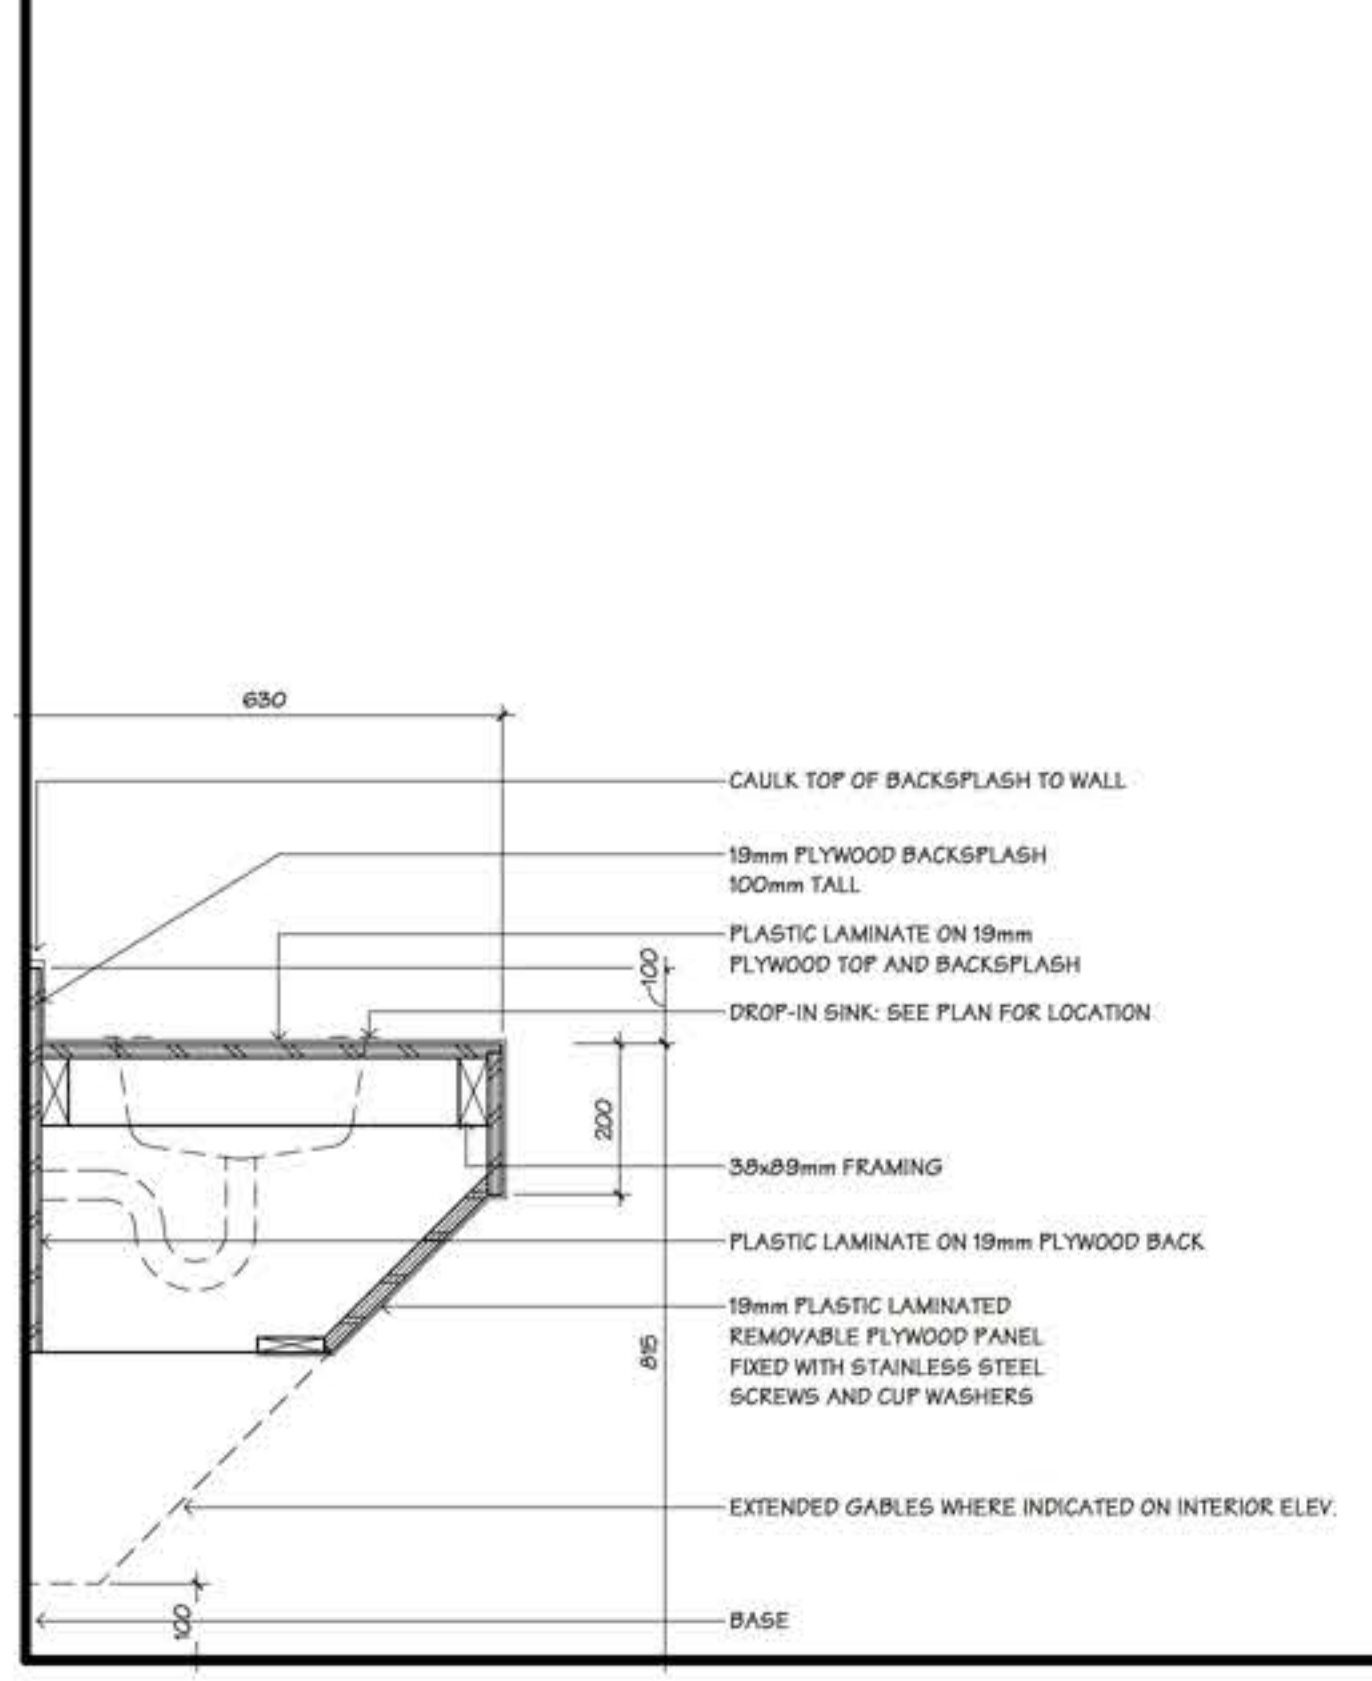 630
CAULK TOP OF BACKSPLASH TO WALL
19mm PLYWOOD BACKSPLASH
100mm TALL
PLASTIC LAMINATE ON 19mm
PLYWOOD TOP AND BACKSPLASH
100
DROP-IN SINK: SEE PLAN FOR LOCATION
200
38x89mm FRAMING
PLASTIC LAMINATE ON 19mm PLYWOOD BACK
19mm PLASTIC LAMINATED
REMOVABLE PLYWOOD PANEL
FIXED WITH STAINLESS STEEL
SCREWS AND CUP WASHERS
815
EXTENDED GABLES WHERE INDICATED ON INTERIOR ELEV.
100
BASE